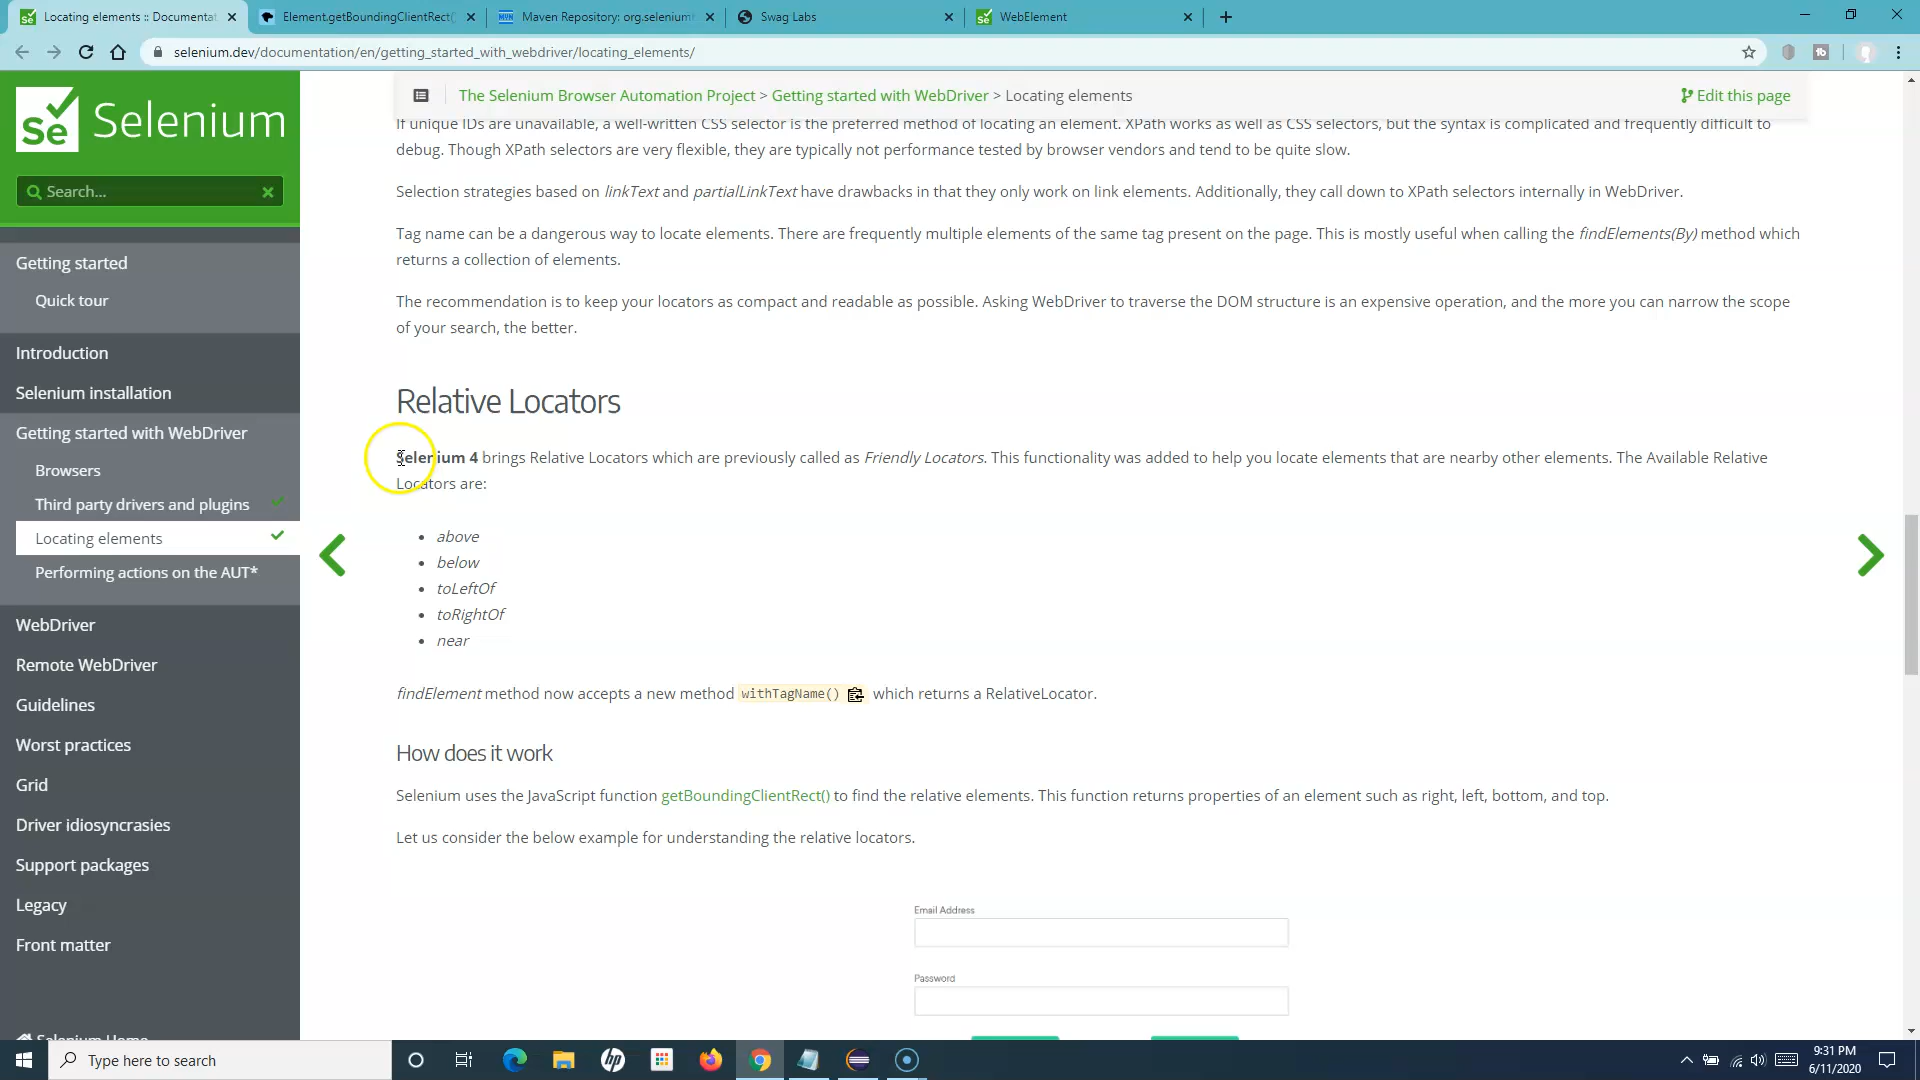 Locating elements :: Documentat
Element.getBoundingClientRect()
Maven Repository: org.selenium
Swag Labs
WebElement
selenium.dev/documentation/en/getting_started_with_webdriver/locating_elements/
Se Selenium
Search...
Getting started
Quick tour
Introduction
Selenium installation
Getting started with WebDriver
Browsers
Third party drivers and plugins
Locating elements
Performing actions on the AUT*
WebDriver
Remote WebDriver
Guidelines
Worst practices
Grid
Driver idiosyncrasies
Support packages
Legacy
Front matter
Selenium Home
The Selenium Browser Automation Project > Getting started with WebDriver > Locating elements
Edit this page
If unique IDs are unavailable, a well-written CSS selector is the preferred method of locating an element. XPath works as well as CSS selectors, but the syntax is complicated and frequently difficult to
debug. Though XPath selectors are very flexible, they are typically not performance tested by browser vendors and tend to be quite slow.
Selection strategies based on linkText and partialLinkText have drawbacks in that they only work on link elements. Additionally, they call down to XPath selectors internally in WebDriver.
Tag name can be a dangerous way to locate elements. There are frequently multiple elements of the same tag present on the page. This is mostly useful when calling the findElements(By) method which
returns a collection of elements.
The recommendation is to keep your locators as compact and readable as possible. Asking WebDriver to traverse the DOM structure is an expensive operation, and the more you can narrow the scope
of your search, the better.
Relative Locators
Selenium 4 brings Relative Locators which are previously called as Friendly Locators. This functionality was added to help you locate elements that are nearby other elements. The Available Relative
Locators are:
above
below
toLeftOf
toRightOf
near
findElement method now accepts a new method withTagName() which returns a RelativeLocator.
How does it work
Selenium uses the JavaScript function getBoundingClientRect() to find the relative elements. This function returns properties of an element such as right, left, bottom, and top.
Let us consider the below example for understanding the relative locators.
Email Address
Password
Type here to search
9:31 PM
6/11/2020